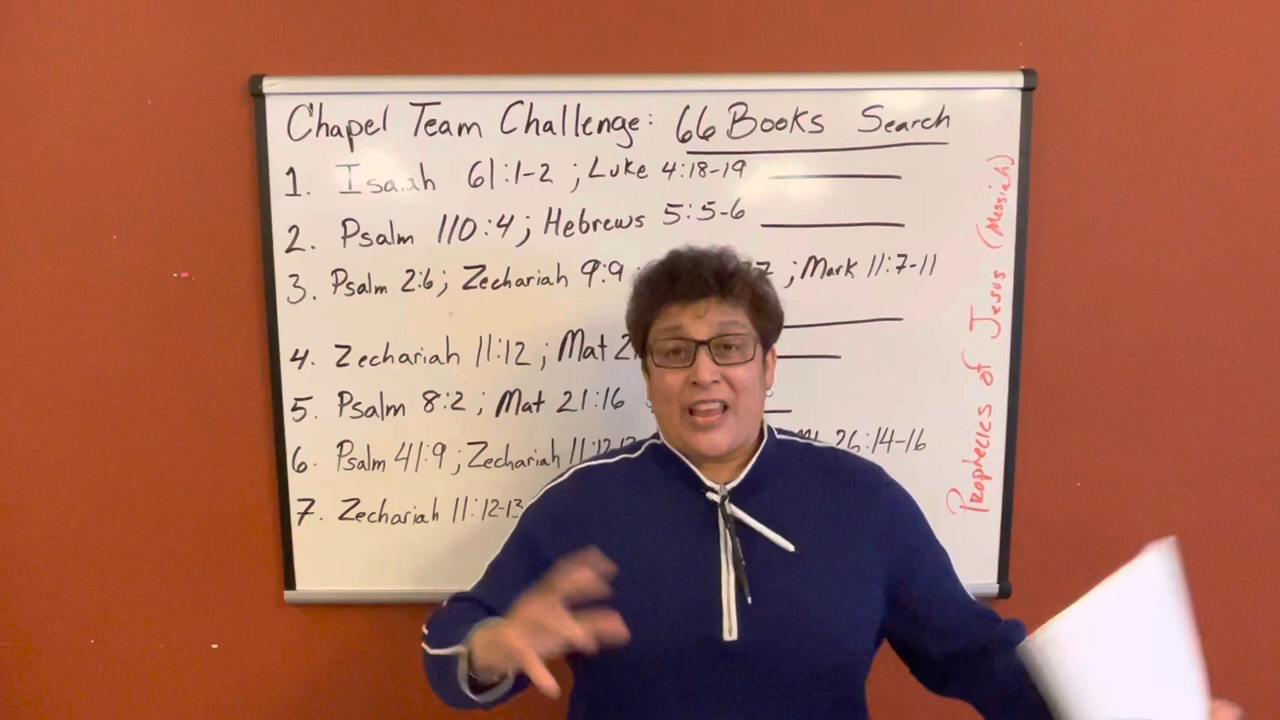 Chapel Team Challenge: 66 Books Search
1. Isaiah 61:1-2 ; Luke 4:18-19
2. Psalm 110:4 ; Hebrews 5:5-6
3. Psalm 2:6 ; Zechariah 9:9 ; Mark 11:7-11
4. Zechariah 11:12 ; Mat
5. Psalm 8:2 ; Mat 21:16
6. Psalm 41:9 ; Zechariah 11:12-13 26:14-16
7. Zechariah 11:12-13
Prophecies of Jesus (Messiah)